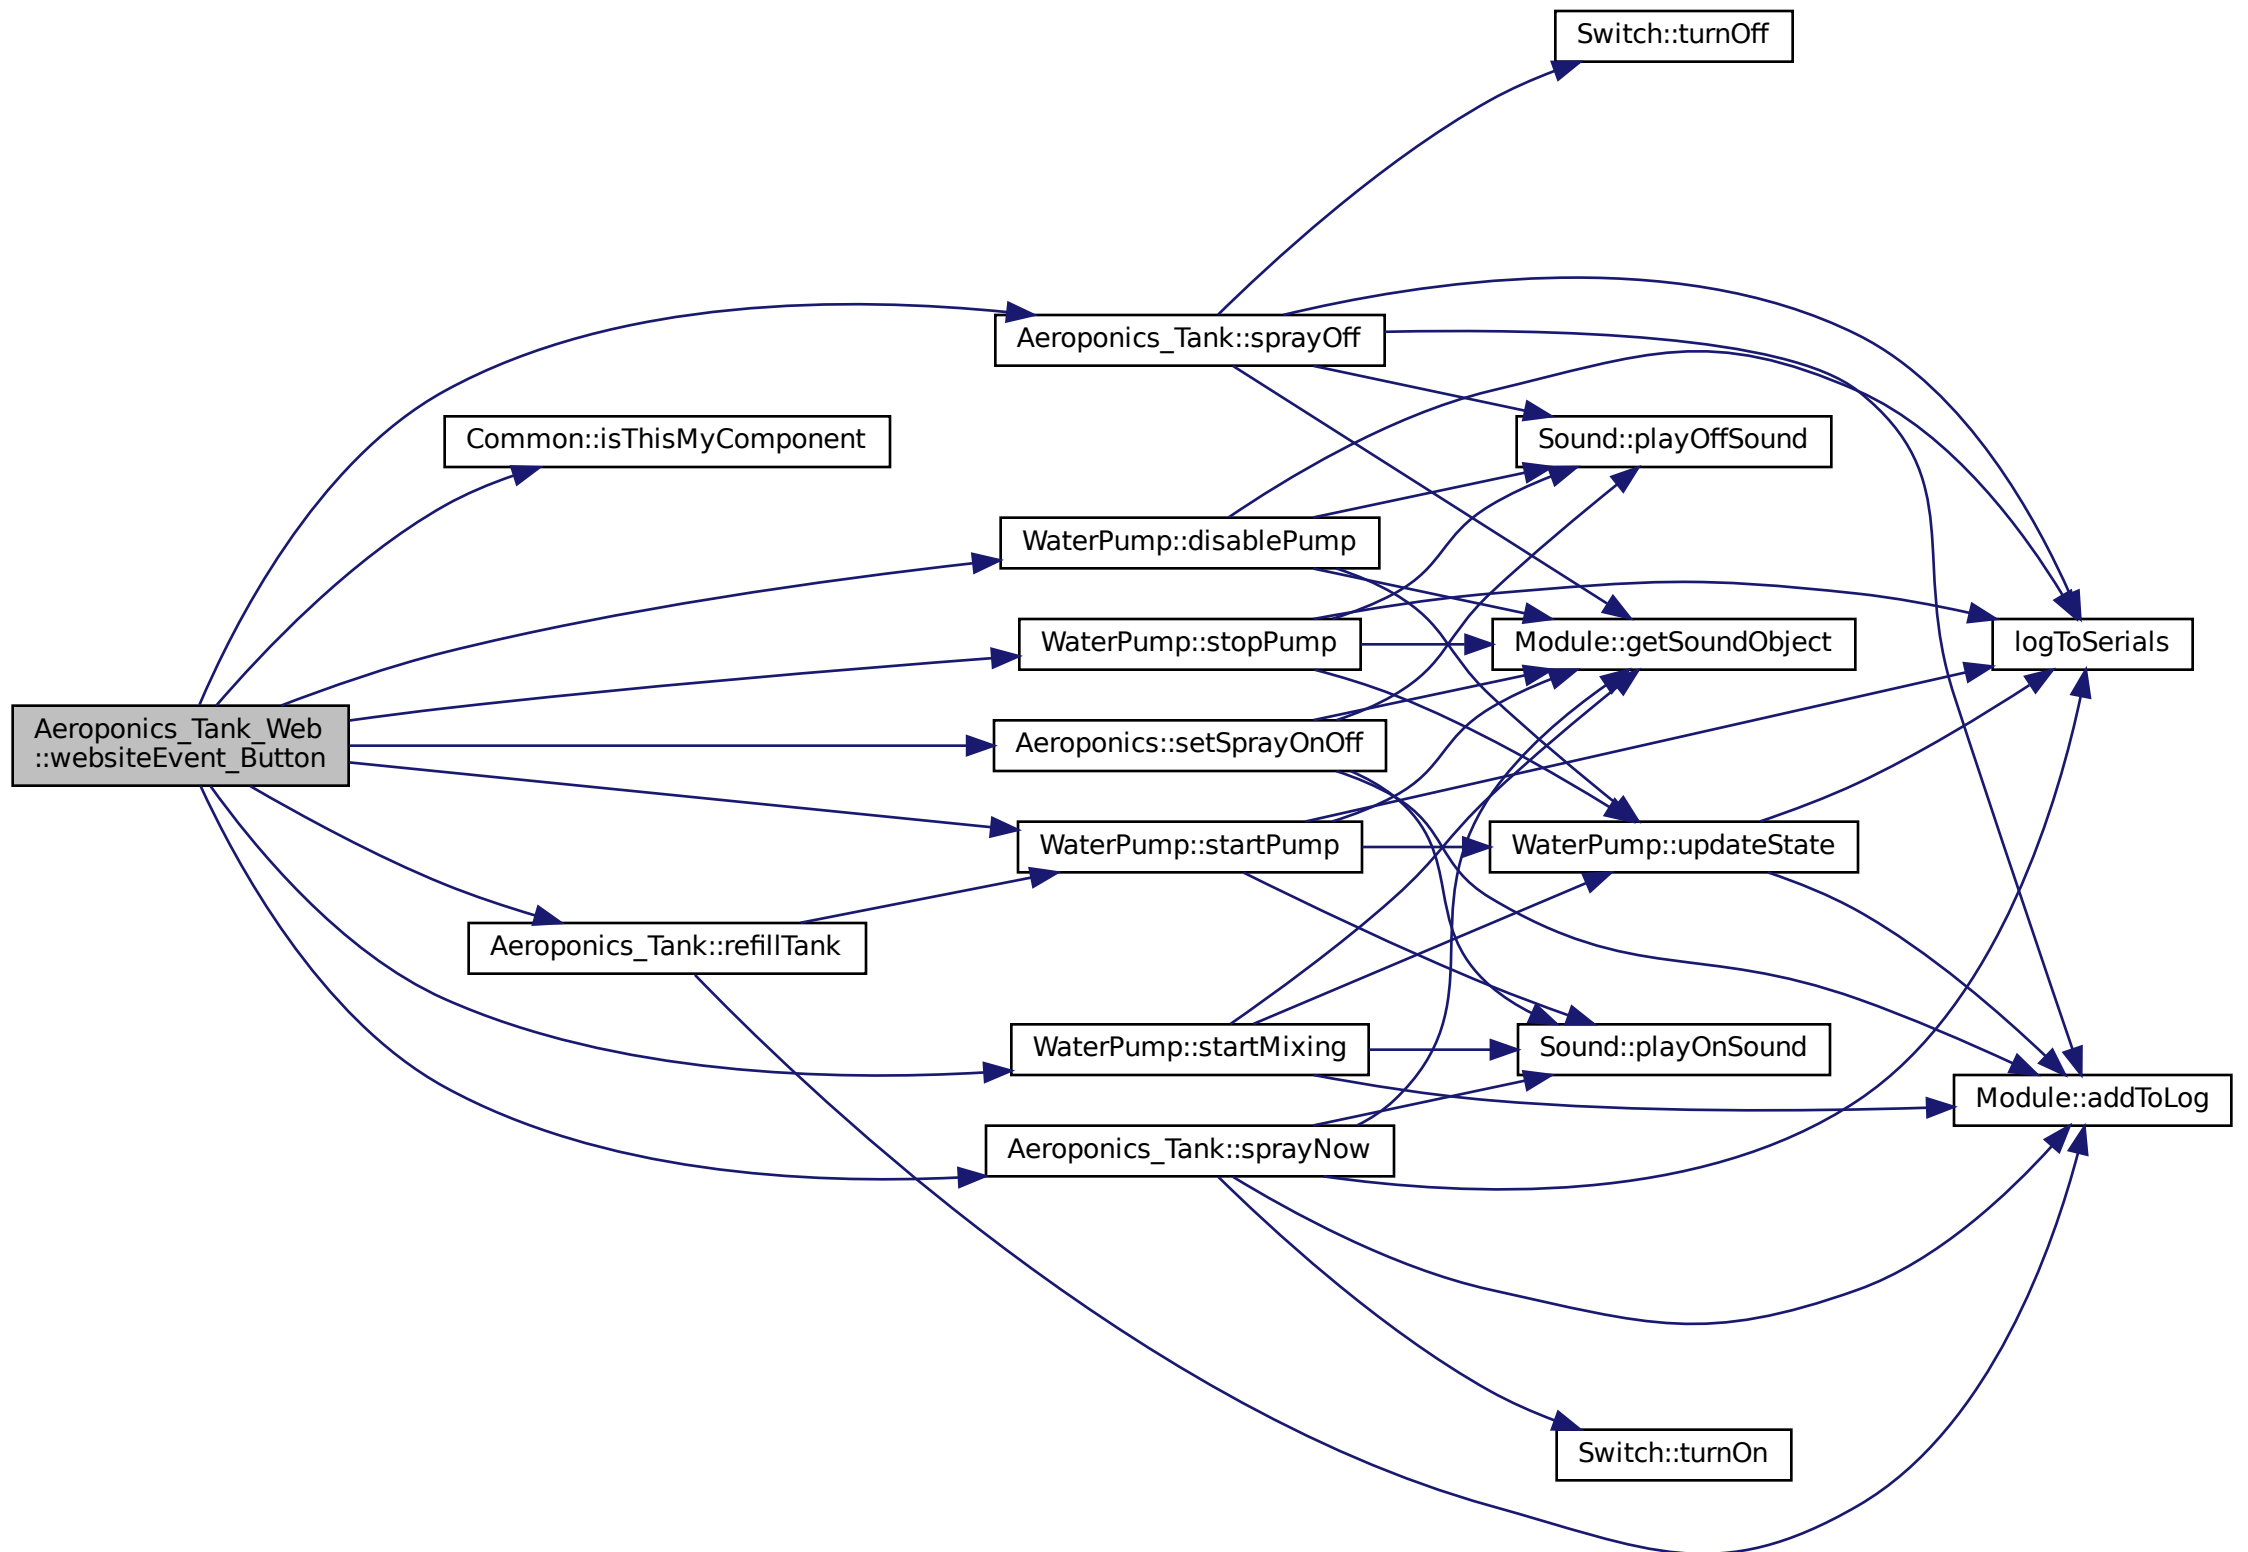 Switch::turnOff
Aeroponics_Tank::sprayOff
Common::isThisMyComponent
Sound::playOffSound
WaterPump::disablePump
WaterPump::stopPump
Module::getSoundObject
logToSerials
Aeroponics_Tank_Web
::websiteEvent_Button
Aeroponics::setSprayOnOff
WaterPump::startPump
WaterPump::updateState
Aeroponics_Tank::refillTank
WaterPump::startMixing
Sound::playOnSound
Module::addToLog
Aeroponics_Tank::sprayNow
Switch::turnOn